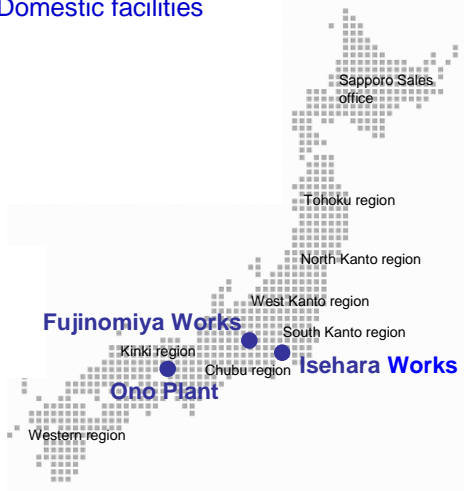 Domestic facilities
Sapporo Sales
office
Tohoku region
North Kanto region
West Kanto region
Fujinomiya Works
South Kanto region
Kinki region
Chubu region
Isehara Works
Ono Plant
Western region